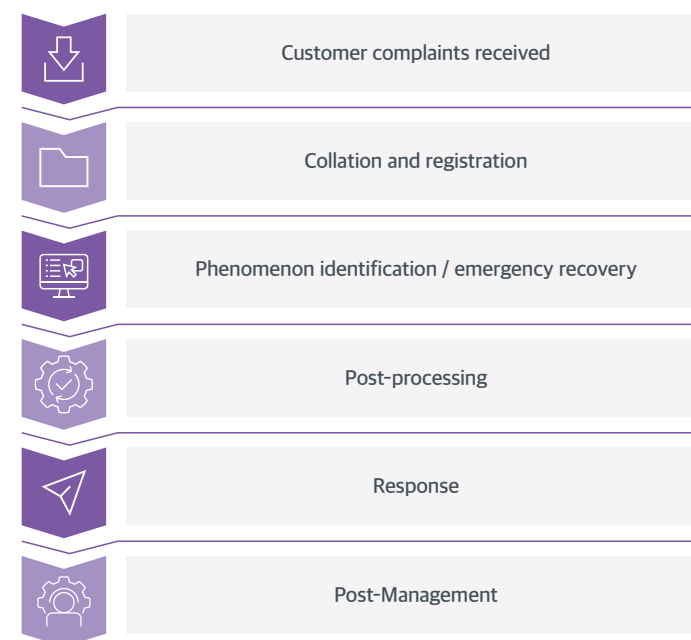 Customer complaints received
Collation and registration
Phenomenon identification / emergency recovery
Post-processing
Response
Post-Management